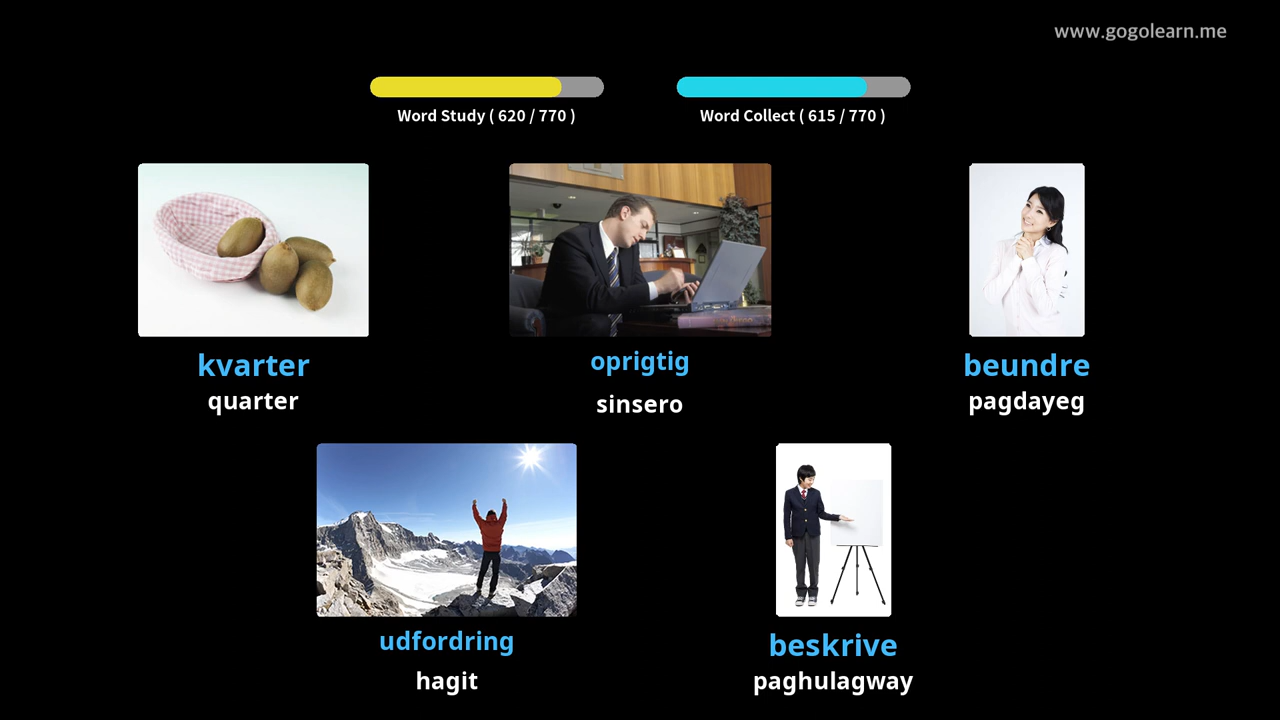 www.gogolearn.me
Word Study ( 620 / 770 )
Word Collect ( 615 / 770 )
kvarter
quarter
oprigtig
sinsero
beundre
pagdayeg
udfordring
hagit
beskrive
paghulagway